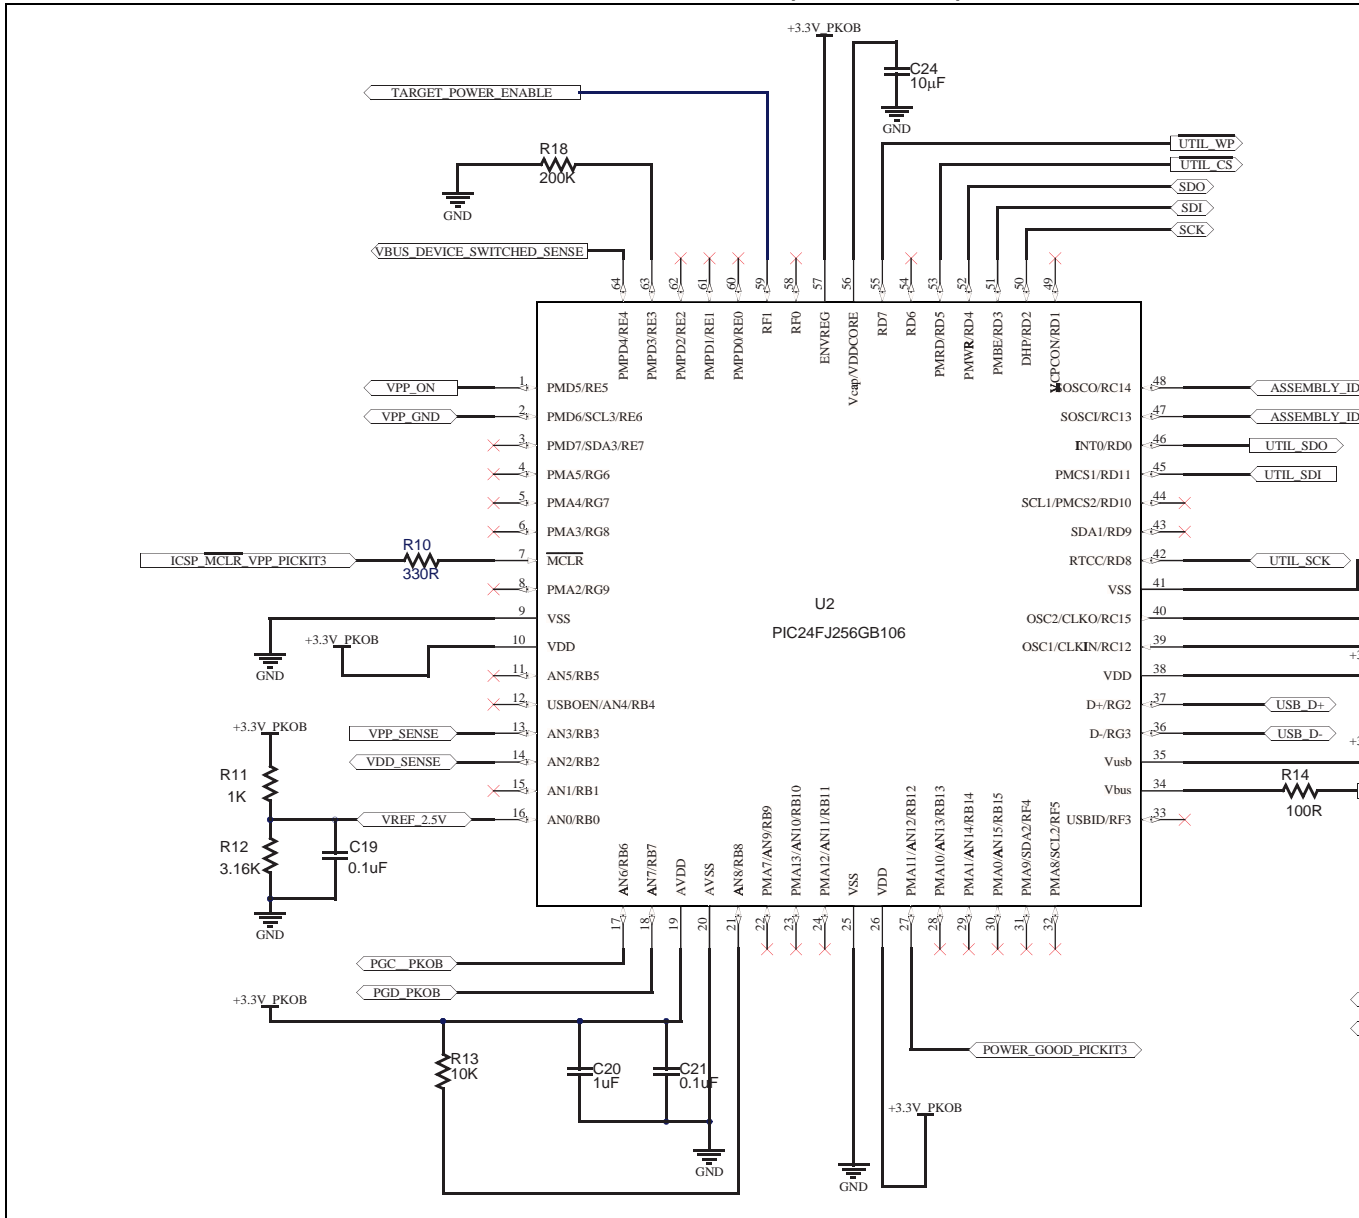 +3.3V_PKOB
C24
10µF
GND
TARGET_POWER_ENABLE
UTIL_WP
UTIL_CS
SDO
SDI
SCK
R18
200K
GND
VBUS_DEVICE_SWITCHED_SENSE
64
63
62
61
60
59
58
57
56
55
54
53
52
51
50
49
PMPD4/RE4
PMPD3/RE3
PMPD2/RE2
PMPD1/RE1
PMPD0/RE0
RF1
RF0
ENVREG
Vcap/VDDCORE
RD7
RD6
PMRD/RD5
PMWR/RD4
PMBE/RD3
DHP/RD2
VCPCON/RD1
VPP_ON
1
PMD5/RE5
SOSCO/RC14
48
ASSEMBLY_ID
VPP_GND
2
PMD6/SCL3/RE6
SOSCI/RC13
47
ASSEMBLY_ID
3
PMD7/SDA3/RE7
INT0/RD0
46
UTIL_SDO
4
PMA5/RG6
PMCS1/RD11
45
UTIL_SDI
5
PMA4/RG7
SCL1/PMCS2/RD10
44
6
PMA3/RG8
SDA1/RD9
43
ICSP_MCLR_VPP_PICKIT3
R10
330R
7
MCLR
RTCC/RD8
42
UTIL_SCK
8
PMA2/RG9
VSS
41
U2
PIC24FJ256GB106
9
VSS
OSC2/CLKO/RC15
40
GND
+3.3V_PKOB
10
VDD
OSC1/CLKIN/RC12
39
11
AN5/RB5
VDD
38
12
USBOEN/AN4/RB4
D+/RG2
37
USB_D+
+3.3V_PKOB
VPP_SENSE
13
AN3/RB3
D-/RG3
36
USB_D-
VDD_SENSE
14
AN2/RB2
Vusb
35
R11
1K
15
AN1/RB1
Vbus
34
R14
100R
VREF_2.5V
16
AN0/RB0
USBID/RF3
33
R12
3.16K
C19
0.1uF
GND
AN6/RB6
AN7/RB7
AVDD
AVSS
AN8/RB8
PMA7/AN9/RB9
PMA13/AN10/RB10
PMA12/AN11/RB11
VSS
VDD
PMA11/AN12/RB12
PMA10/AN13/RB13
PMA1/AN14/RB14
PMA0/AN15/RB15
PMA9/SDA2/RF4
PMA8/SCL2/RF5
17
18
19
20
21
22
23
24
25
26
27
28
29
30
31
32
PGC__PKOB
PGD_PKOB
+3.3V_PKOB
R13
10K
C20
1uF
C21
0.1uF
GND
POWER_GOOD_PICKIT3
+3.3V_PKOB
GND